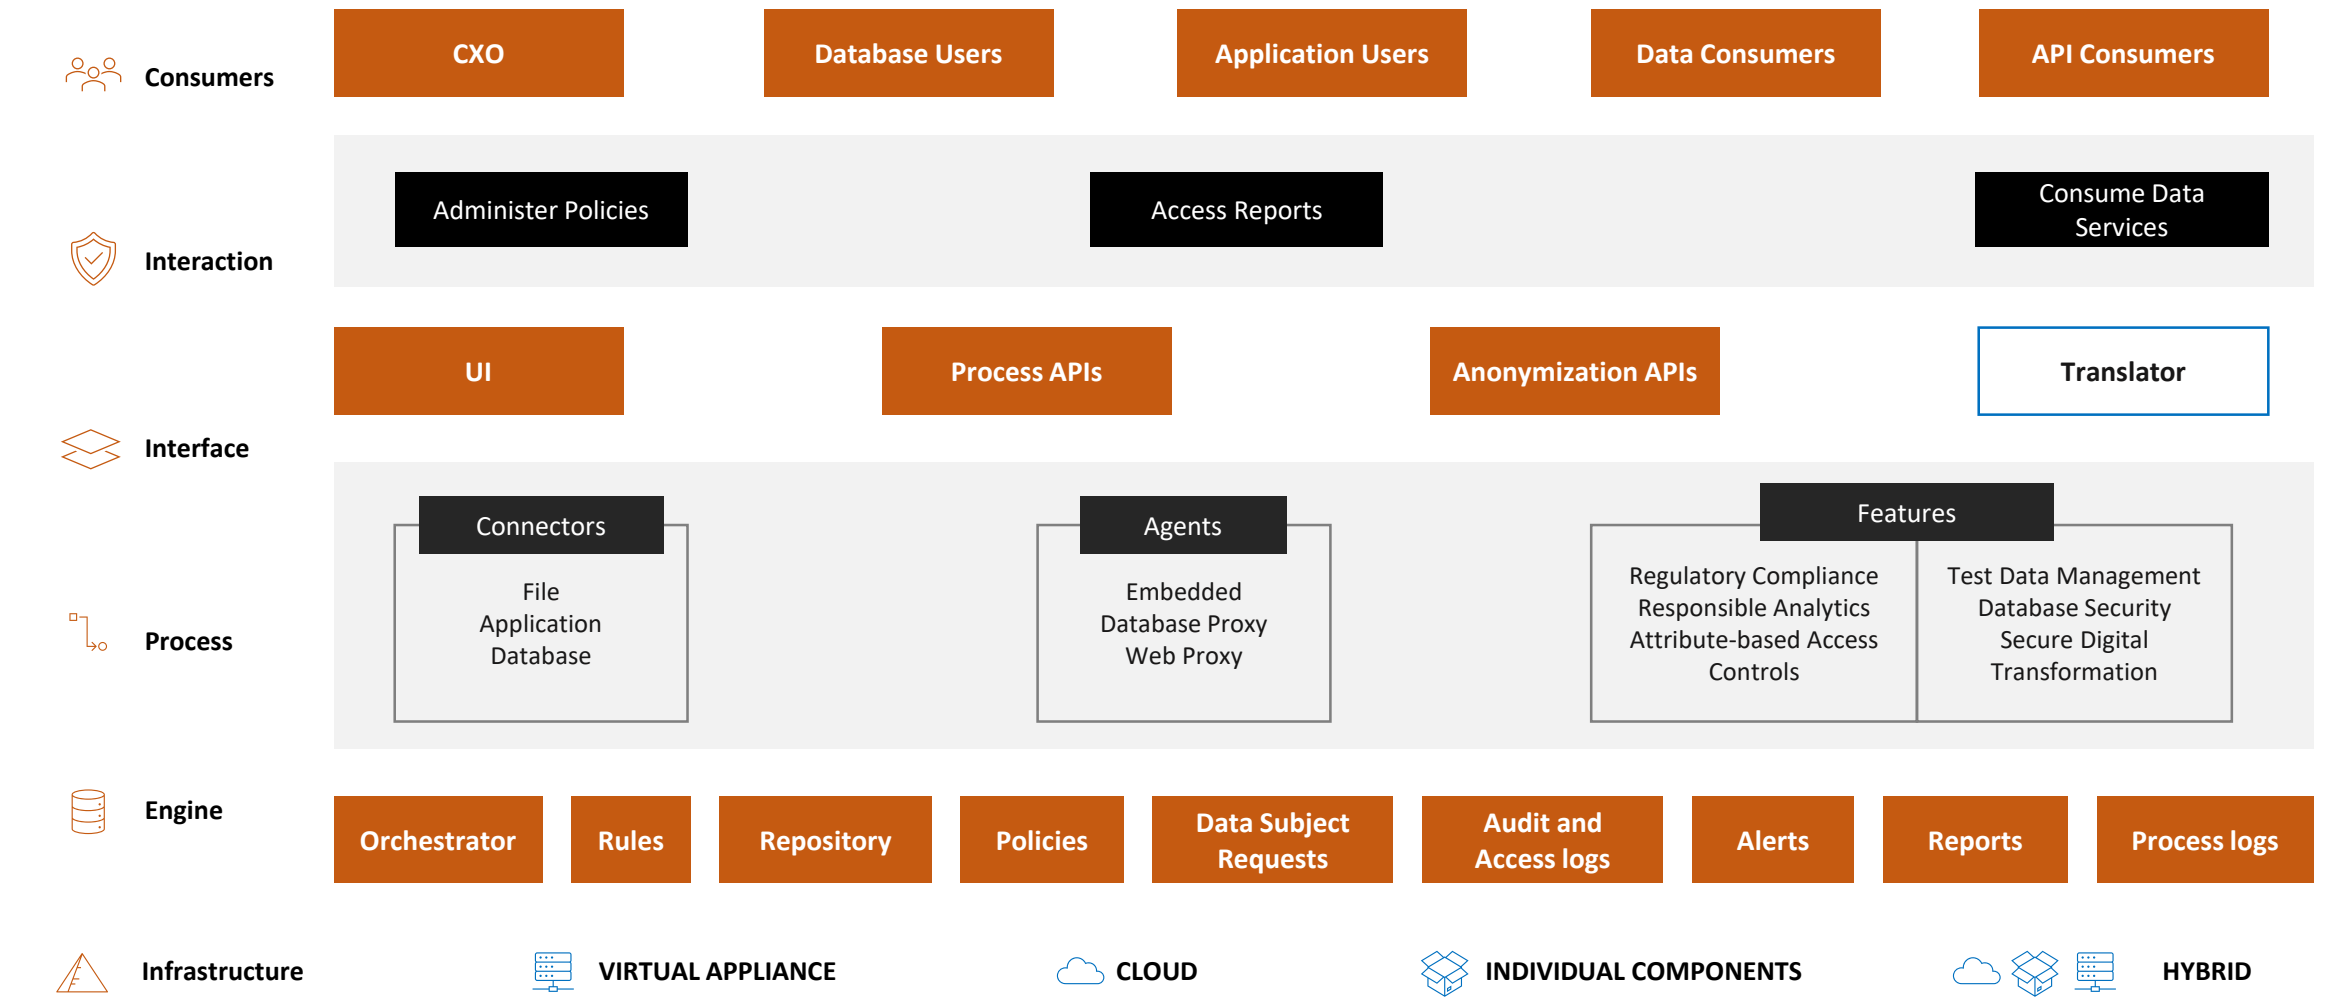 Consumers
CXO
Database Users
Application Users
Data Consumers
API Consumers
Interaction
Administer Policies
Access Reports
Consume Data
Services
Interface
UI
Process APIs
Anonymization APIs
Translator
Process
Connectors
File
Application
Database
Agents
Embedded
Database Proxy
Web Proxy
Features
Regulatory Compliance
Responsible Analytics
Attribute-based Access
Controls
Test Data Management
Database Security
Secure Digital
Transformation
Engine
Orchestrator
Rules
Repository
Policies
Data Subject
Requests
Audit and
Access logs
Alerts
Reports
Process logs
Infrastructure
VIRTUAL APPLIANCE
CLOUD
INDIVIDUAL COMPONENTS
HYBRID